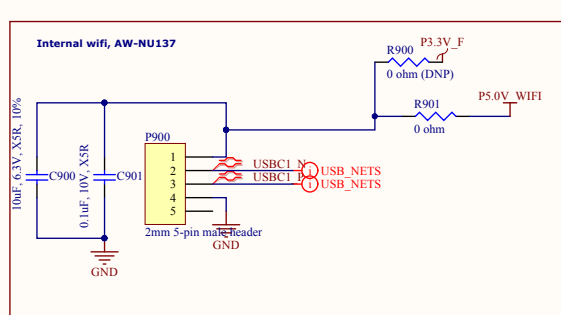 Internal wifi, AW-NU137
P3.3V_F
R900
0 ohm (DNP)
P5.0V_WIFI
R901
0 ohm
10uF, 6.3V, X5R, 10%
C900
0.1uF, 10V, X5R
C901
P900
1
2
3
4
5
USBC1_N
i USB_NETS
USBC1_P
i USB_NETS
2mm 5-pin male header
GND
GND